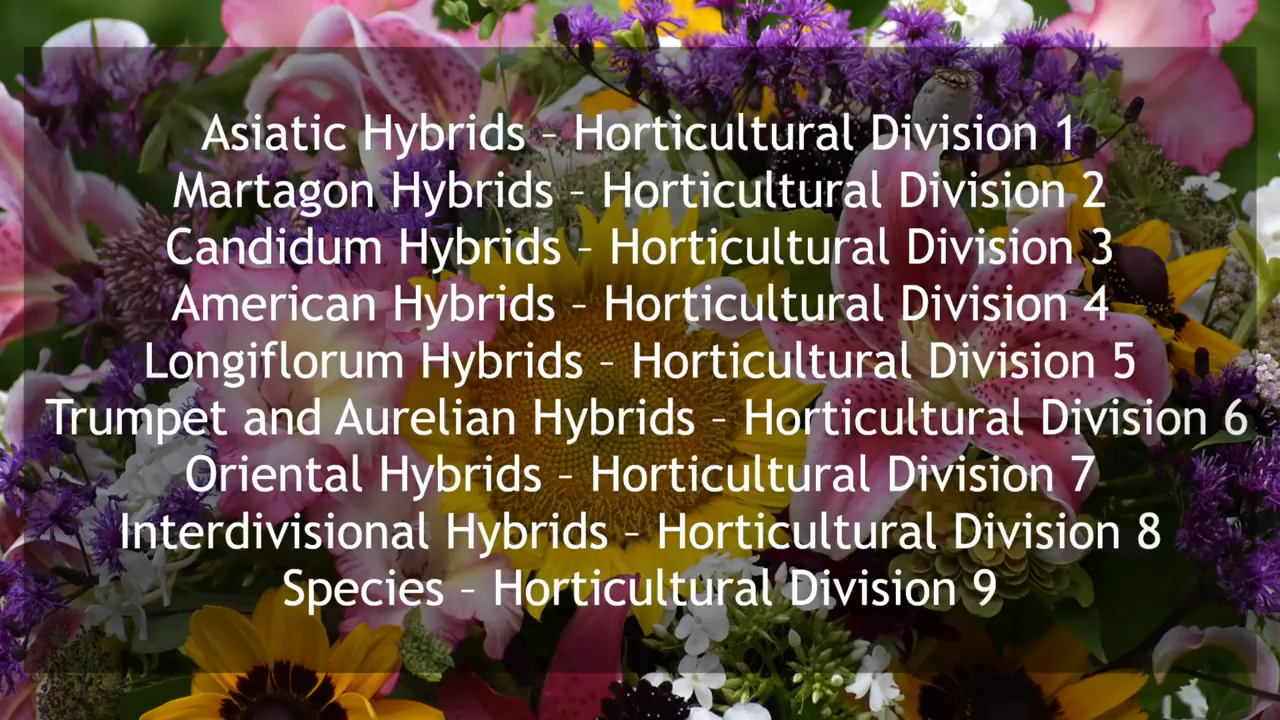 Asiatic Hybrids – Horticultural Division 1
Martagon Hybrids – Horticultural Division 2
Candidum Hybrids – Horticultural Division 3
American Hybrids – Horticultural Division 4
Longiflorum Hybrids – Horticultural Division 5
Trumpet and Aurelian Hybrids – Horticultural Division 6
Oriental Hybrids – Horticultural Division 7
Interdivisional Hybrids – Horticultural Division 8
Species – Horticultural Division 9